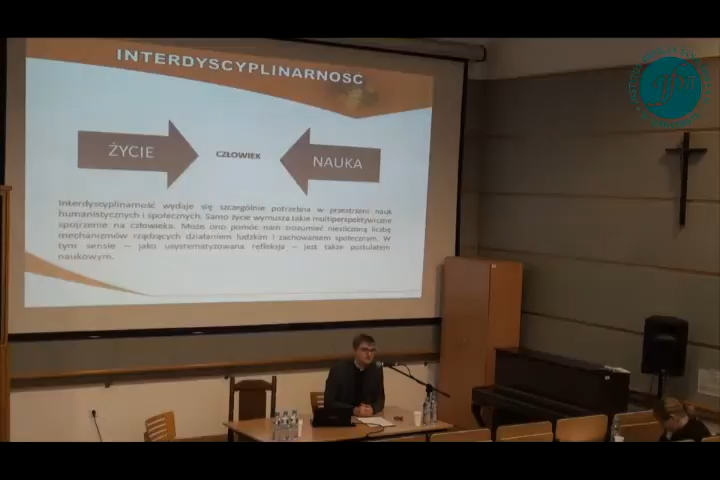 INTERDYSCYPLINARNOŚĆ
ŻYCIE
CZŁOWIEK
NAUKA
Interdyscyplinarność wydaje się szczególnie potrzebna w przestrzeni nauk
humanistycznych i społecznych. Samo życie wymusza takie multiperspektywiczne
spojrzenie na człowieka. Może ono pomóc nam zrozumieć niezliczoną liczbę
mechanizmów rządzących działaniem ludzkim i zachowaniem społecznym. W
tym sensie – jako usystematyzowana refleksja – jest także postulatem
naukowym.